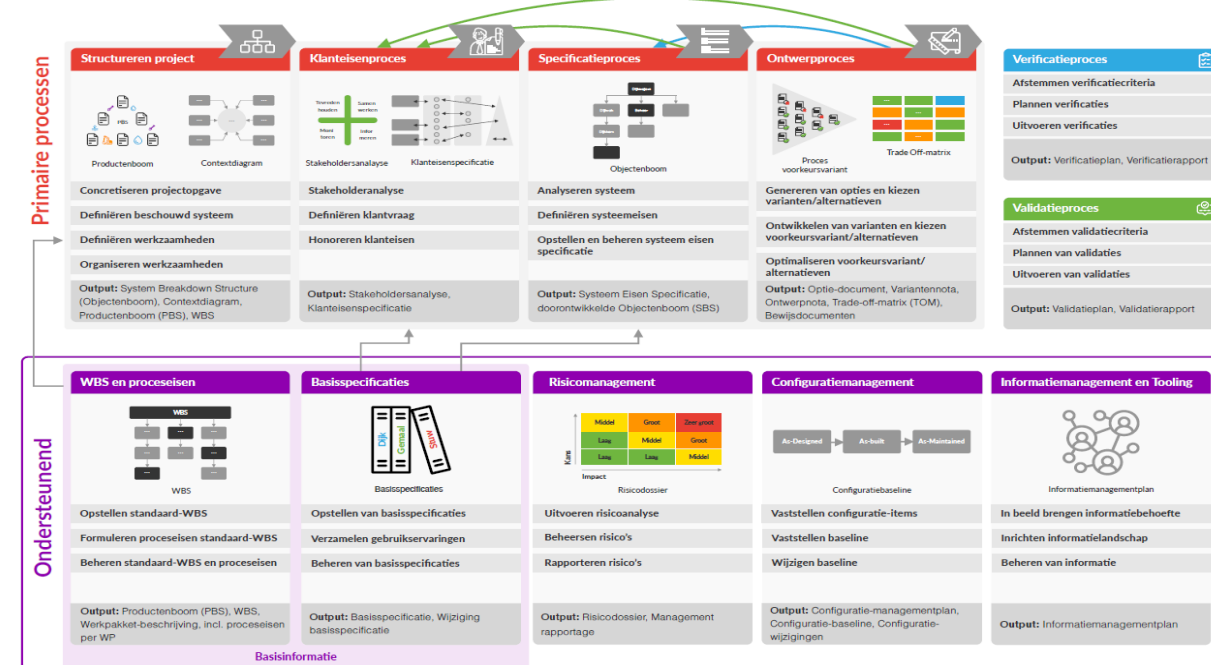 Primaire processen
Structureren project
PBS
Productenboom
Contextdiagram
Concretiseren projectopgave
Definiëren beschouwd systeem
Definiëren werkzaamheden
Organiseren werkzaamheden
Output: System Breakdown Structure
(Objectenboom), Contextdiagram,
Productenboom (PBS), WBS
Klanteisenproces
Tevreden
houden
Samen
werken
Moni
toren
Infor
meren
Stakeholdersanalyse
Klanteisenspecificatie
Stakeholderanalyse
Definiëren klantvraag
Honoreren klanteisen
Output: Stakeholdersanalyse,
Klanteisenspecificatie
Specificatieproces
Objectenboom
Analyseren systeem
Definiëren systeemeisen
Opstellen en beheren systeem eisen
specificatie
Output: Systeem Eisen Specificatie,
doorontwikkelde Objectenboom (SBS)
Ontwerpproces
Proces
voorkeursvariant
Trade Off-matrix
Genereren van opties en kiezen
varianten/alternatieven
Ontwikkelen van varianten en kiezen
voorkeursvariant/alternatieven
Optimaliseren voorkeursvariant/
alternatieven
Output: Optie-document, Variantennota,
Ontwerpnota, Trade-off-matrix (TOM),
Bewijsdocumenten
Verificatieproces
Afstemmen verificatiecriteria
Plannen verificaties
Uitvoeren verificaties
Output: Verificatieplan, Verificatierapport
Validatieproces
Afstemmen validatiecriteria
Plannen van validaties
Uitvoeren van validaties
Output: Validatieplan, Validatierapport
Ondersteunend
WBS en proceseisen
WBS
WBS
Opstellen standaard-WBS
Formuleren proceseisen standaard-WBS
Beheren standaard-WBS en proceseisen
Output: Productenboom (PBS), WBS,
Werkpakket-beschrijving, incl. proceseisen
per WP
Basisspecificaties
Dijk
Gemaal
Stuw
Basisspecificaties
Opstellen van basisspecificaties
Verzamelen gebruikservaringen
Beheren van basisspecificaties
Output: Basisspecificatie, Wijziging
basisspecificatie
Basisinformatie
Risicomanagement
Kans
Middel Groot Zeer groot
Laag Middel Groot
Laag Laag Middel
Impact
Risicodossier
Uitvoeren risicoanalyse
Beheersen risico's
Rapporteren risico's
Output: Risicodossier, Management
rapportage
Configuratiemanagement
As-Designed As-built As-Maintained
Configuratiebaseline
Vaststellen configuratie-items
Vaststellen baseline
Wijzigen baseline
Output: Configuratie-managementplan,
Configuratie-baseline, Configuratie-
wijzigingen
Informatiemanagement en Tooling
Informatiemanagementplan
In beeld brengen informatiebehoefte
Inrichten informatielandschap
Beheren van informatie
Output: Informatiemanagementplan